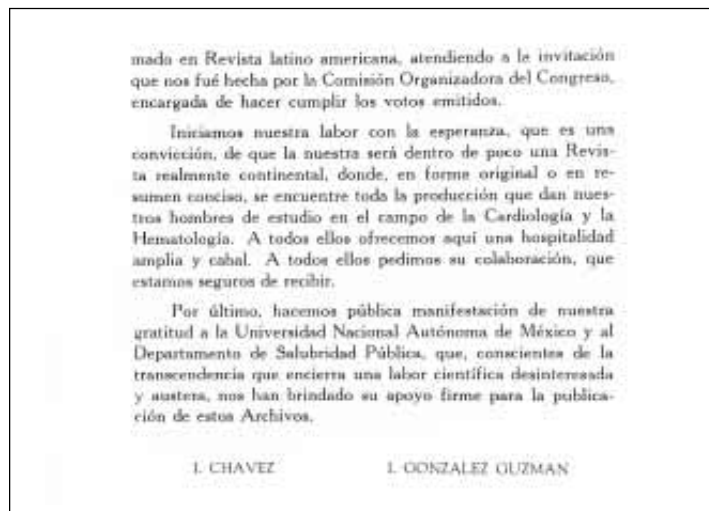 mado en Revista latino americana, atendiendo a la invitación
que nos fué hecha por la Comisión Organizadora del Congreso,
encargada de hacer cumplir los votos emitidos.
Iniciamos nuestra labor con la esperanza, que es una
convicción, de que la nuestra será dentro de poco una Revis-
ta realmente continental, donde, en forme original o en re-
sumen conciso, se encuentre toda la producción que dan nues-
tros hombres de estudio en el campo de la Cardiología y la
Hematología. A todos ellos ofrecemos aquí una hospitalidad
amplia y cabal. A todos ellos pedimos su colaboración, que
estamos seguros de recibir.
Por último, hacemos pública manifestación de nuestra
gratitud a la Universidad Nacional Autónoma de México y al
Departamento de Salubridad Pública, que, conscientes de la
transcendencia que encierra una labor científica desinteresada
y austera, nos han brindado su apoyo firme para la publica-
ción de estos Archivos.
I. CHAVEZ I. GONZALEZ GUZMAN